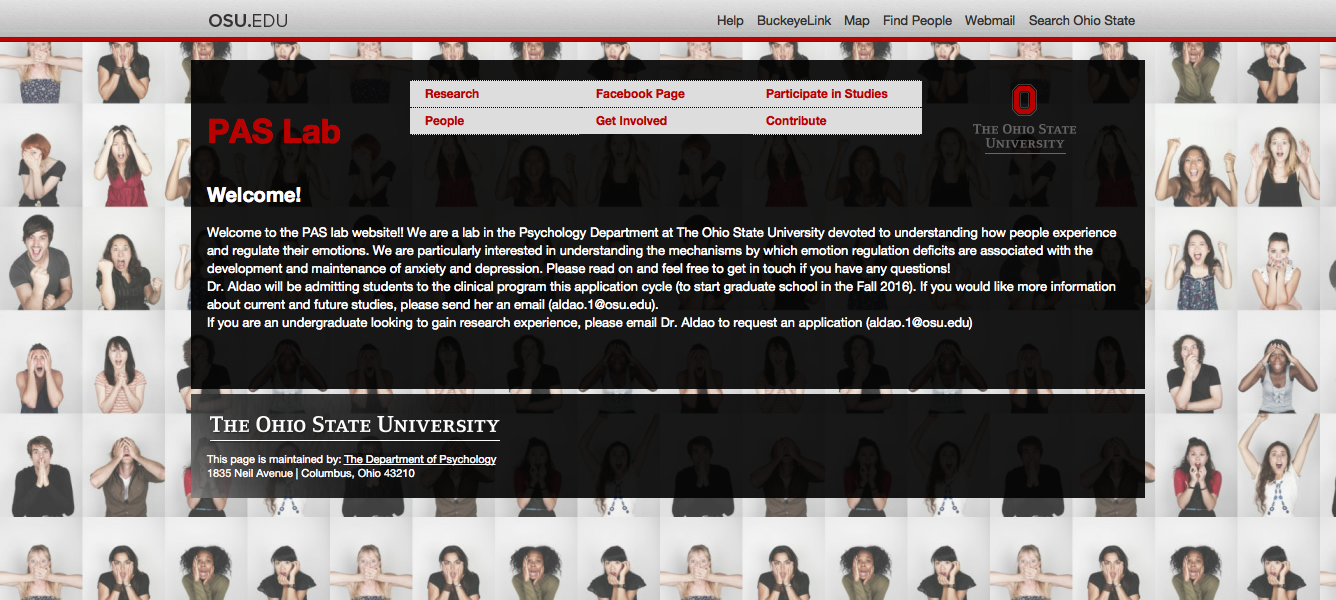 OSU.EDU
Help BuckeyeLink Map Find People Webmail Search Ohio State
Research Facebook Page Participate in Studies
People Get Involved Contribute
PAS Lab
O
THE OHIO STATE
UNIVERSITY
Welcome!
Welcome to the PAS lab website!! We are a lab in the Psychology Department at The Ohio State University devoted to understanding how people experience
and regulate their emotions. We are particularly interested in understanding the mechanisms by which emotion regulation deficits are associated with the
development and maintenance of anxiety and depression. Please read on and feel free to get in touch if you have any questions!
Dr. Aldao will be admitting students to the clinical program this application cycle (to start graduate school in the Fall 2016). If you would like more information
about current and future studies, please send her an email (aldao.1@osu.edu).
If you are an undergraduate looking to gain research experience, please email Dr. Aldao to request an application (aldao.1@osu.edu)
THE OHIO STATE UNIVERSITY
This page is maintained by: The Department of Psychology
1835 Neil Avenue | Columbus, Ohio 43210